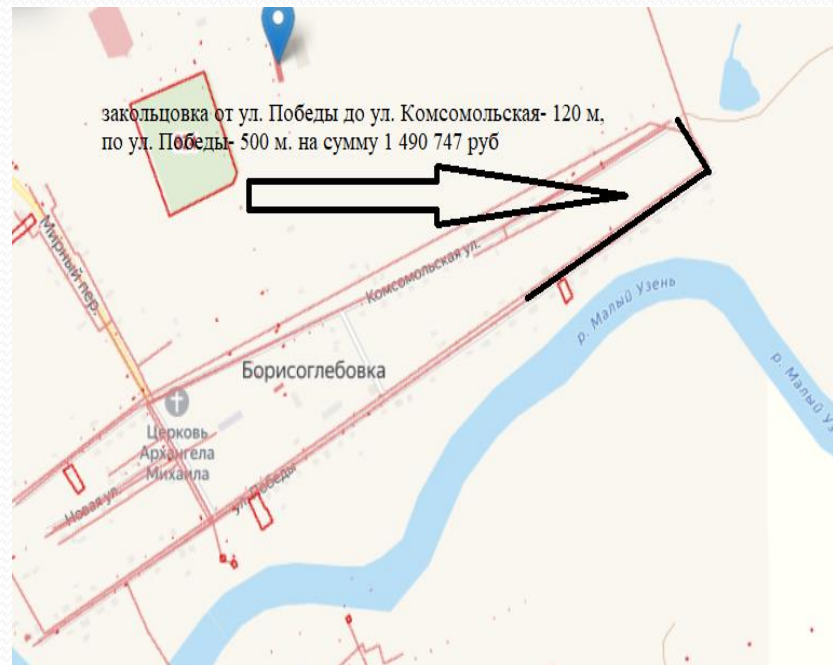 закольцовка от ул. Победы до ул. Комсомольская- 120 м,
по ул. Победы- 500 м. на сумму 1 490 747 руб
Мирный пер.
Комсомольская ул.
р. Малый Узень
р. Малый Узе
Борисоглебовка
Церковь
Архангела
Михаила
Новая ул.
ул. Победы